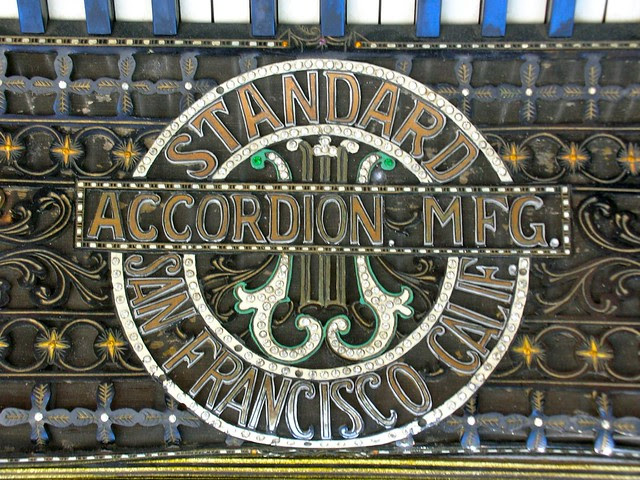 STANDARD
ACCORDION. MFG.
SAN FRANCISCO CALIF.